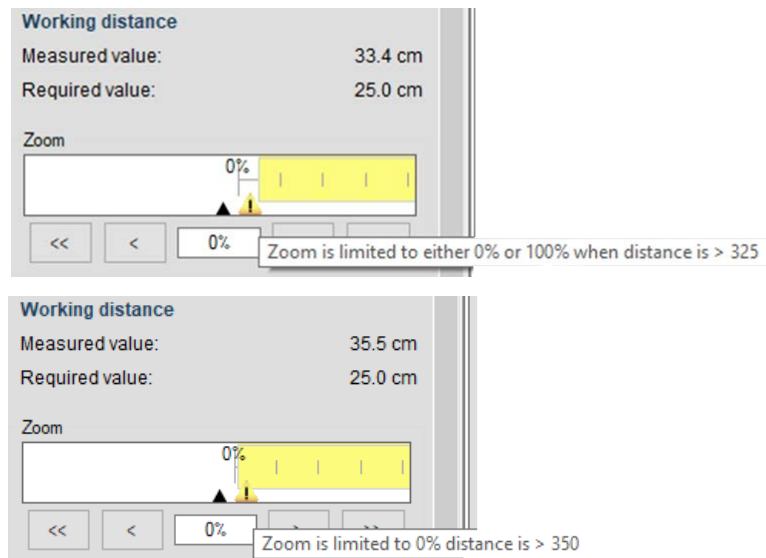 Working distance
Measured value: 33.4 cm
Required value: 25.0 cm
Zoom
0%
<< < 0%
Zoom is limited to either 0% or 100% when distance is > 325
Working distance
Measured value: 35.5 cm
Required value: 25.0 cm
Zoom
0%
<< < 0%
Zoom is limited to 0% distance is > 350